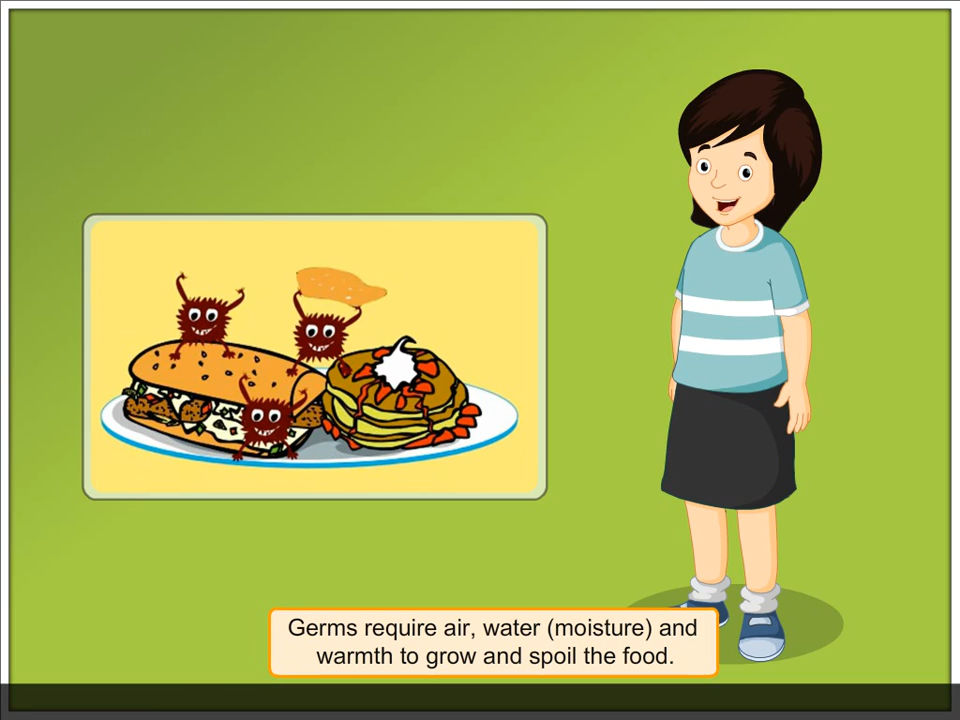 Germs require air, water (moisture) and
warmth to grow and spoil the food.